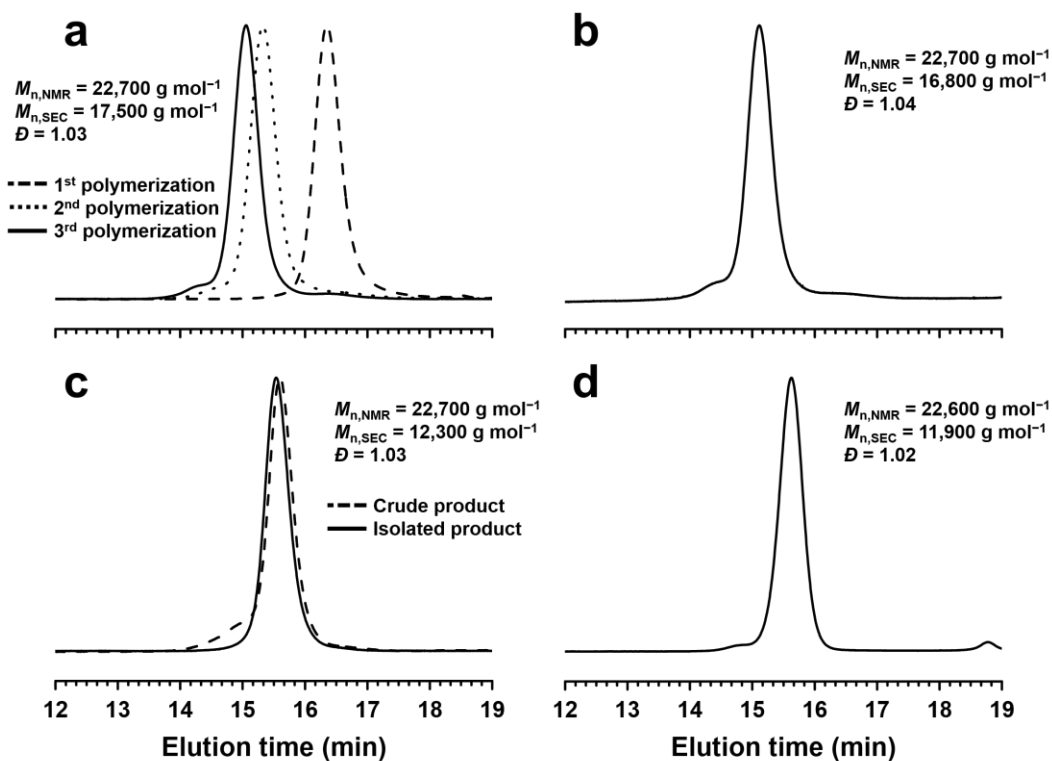 a
Mn,NMR = 22,700 g mol⁻¹
Mn,SEC = 17,500 g mol⁻¹
Đ = 1.03
1st polymerization
2nd polymerization
3rd polymerization
b
Mn,NMR = 22,700 g mol⁻¹
Mn,SEC = 16,800 g mol⁻¹
Đ = 1.04
c
Mn,NMR = 22,700 g mol⁻¹
Mn,SEC = 12,300 g mol⁻¹
Đ = 1.03
Crude product
Isolated product
12 13 14 15 16 17 18 19
Elution time (min)
d
Mn,NMR = 22,600 g mol⁻¹
Mn,SEC = 11,900 g mol⁻¹
Đ = 1.02
12 13 14 15 16 17 18 19
Elution time (min)